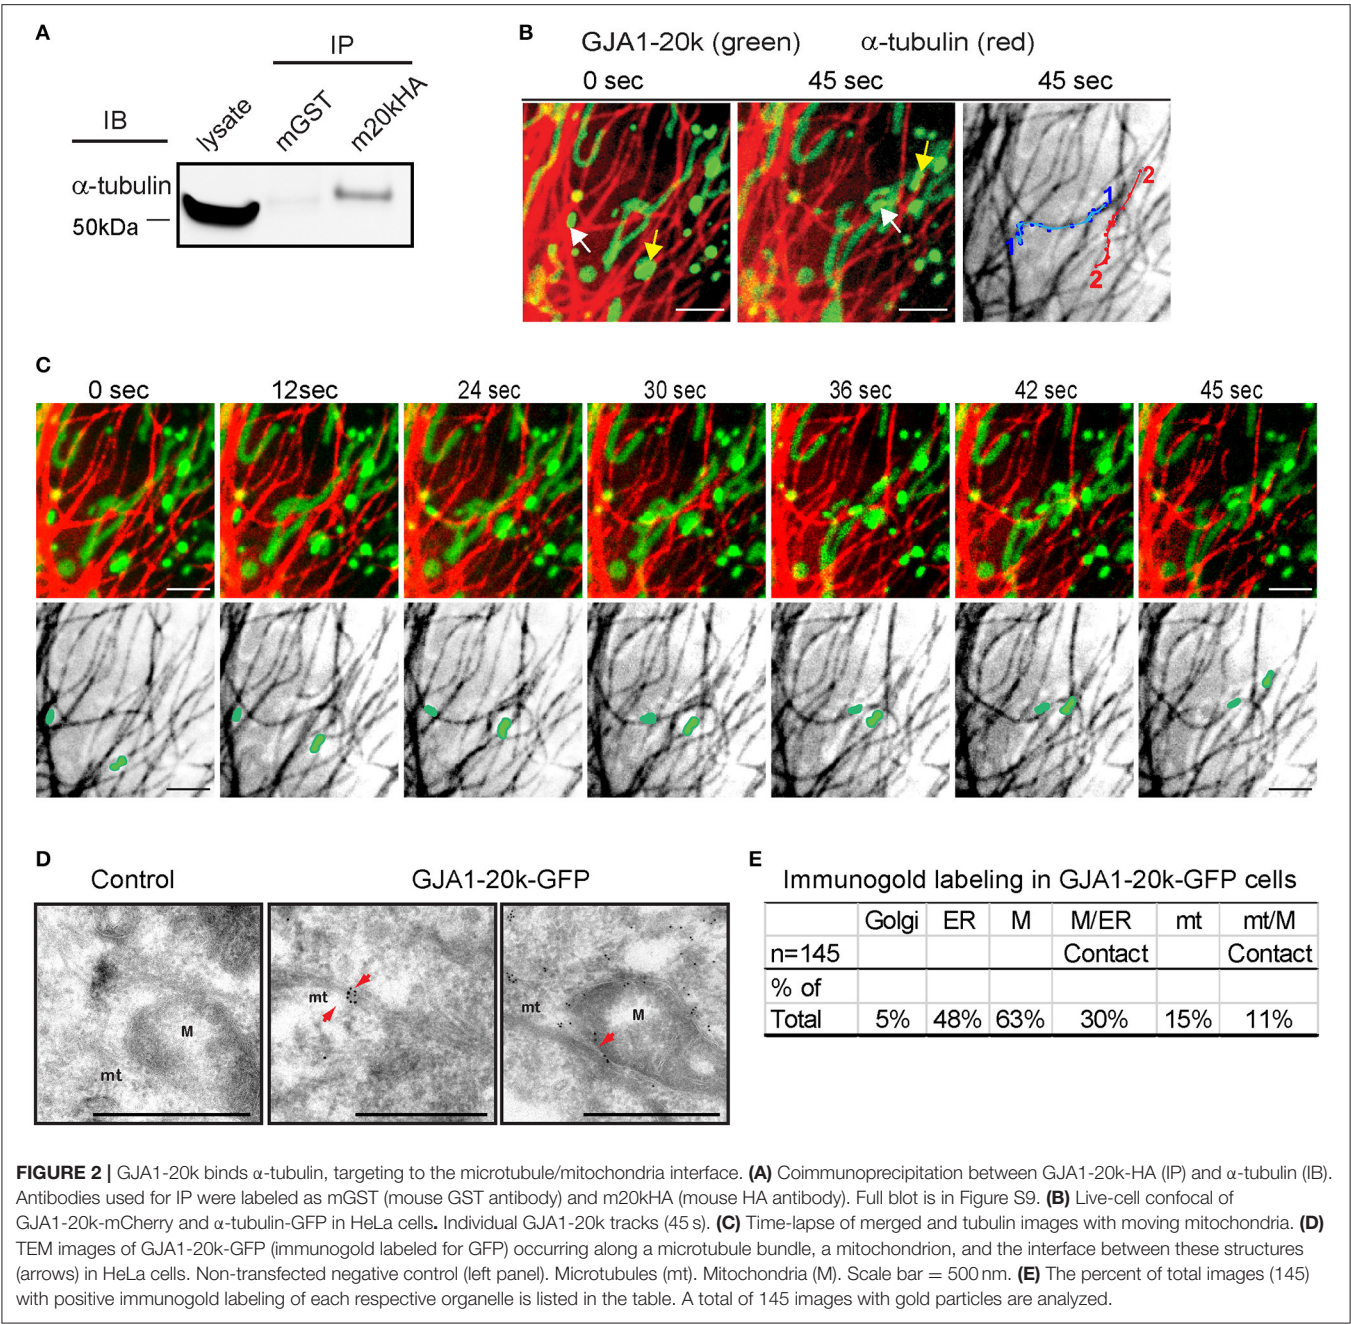 A
IP
IB
lysate
mGST
m20kHA
α-tubulin
50kDa
B
GJA1-20k (green) α-tubulin (red)
0 sec 45 sec 45 sec
1
1
2
2
C
0 sec 12sec 24 sec 30 sec 36 sec 42 sec 45 sec
D
Control GJA1-20k-GFP
M
mt
mt
mt
M
E
Immunogold labeling in GJA1-20k-GFP cells
Golgi ER M M/ER mt mt/M
n=145 Contact Contact
% of
Total 5% 48% 63% 30% 15% 11%
FIGURE 2 | GJA1-20k binds α-tubulin, targeting to the microtubule/mitochondria interface. (A) Coimmunoprecipitation between GJA1-20k-HA (IP) and α-tubulin (IB).
Antibodies used for IP were labeled as mGST (mouse GST antibody) and m20kHA (mouse HA antibody). Full blot is in Figure S9. (B) Live-cell confocal of
GJA1-20k-mCherry and α-tubulin-GFP in HeLa cells. Individual GJA1-20k tracks (45 s). (C) Time-lapse of merged and tubulin images with moving mitochondria. (D)
TEM images of GJA1-20k-GFP (immunogold labeled for GFP) occurring along a microtubule bundle, a mitochondrion, and the interface between these structures
(arrows) in HeLa cells. Non-transfected negative control (left panel). Microtubules (mt). Mitochondria (M). Scale bar = 500 nm. (E) The percent of total images (145)
with positive immunogold labeling of each respective organelle is listed in the table. A total of 145 images with gold particles are analyzed.